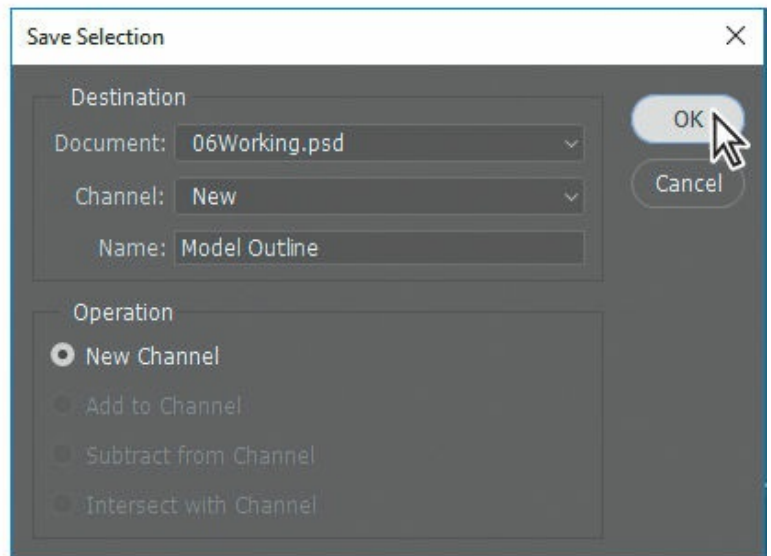 Save Selection
Destination
Document: 06Working.psd
Channel: New
Name: Model Outline
OK
Cancel
Operation
New Channel
Add to Channel
Subtract from Channel
Intersect with Channel